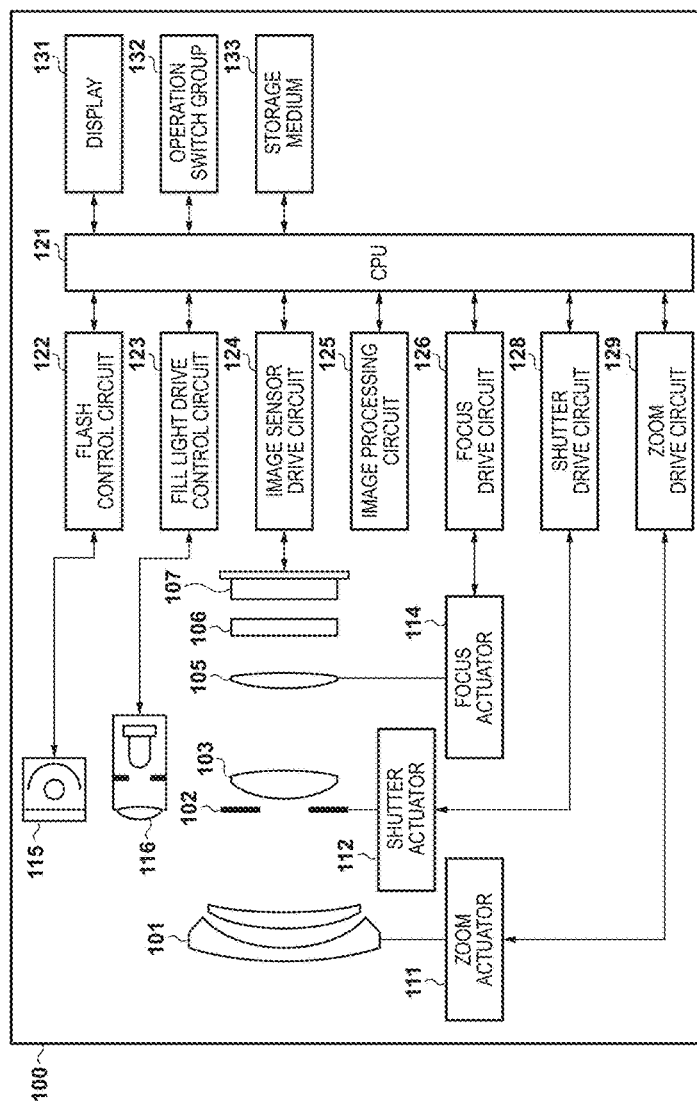 100
115
116
101
102
103
105
106
107
122
FLASH
CONTROL CIRCUIT
123
FILL LIGHT DRIVE
CONTROL CIRCUIT
124
IMAGE SENSOR
DRIVE CIRCUIT
125
IMAGE PROCESSING
CIRCUIT
126
FOCUS
DRIVE CIRCUIT
128
SHUTTER
DRIVE CIRCUIT
129
ZOOM
DRIVE CIRCUIT
121
CPU
131
DISPLAY
132
OPERATION
SWITCH GROUP
133
STORAGE
MEDIUM
111
ZOOM
ACTUATOR
112
SHUTTER
ACTUATOR
114
FOCUS
ACTUATOR